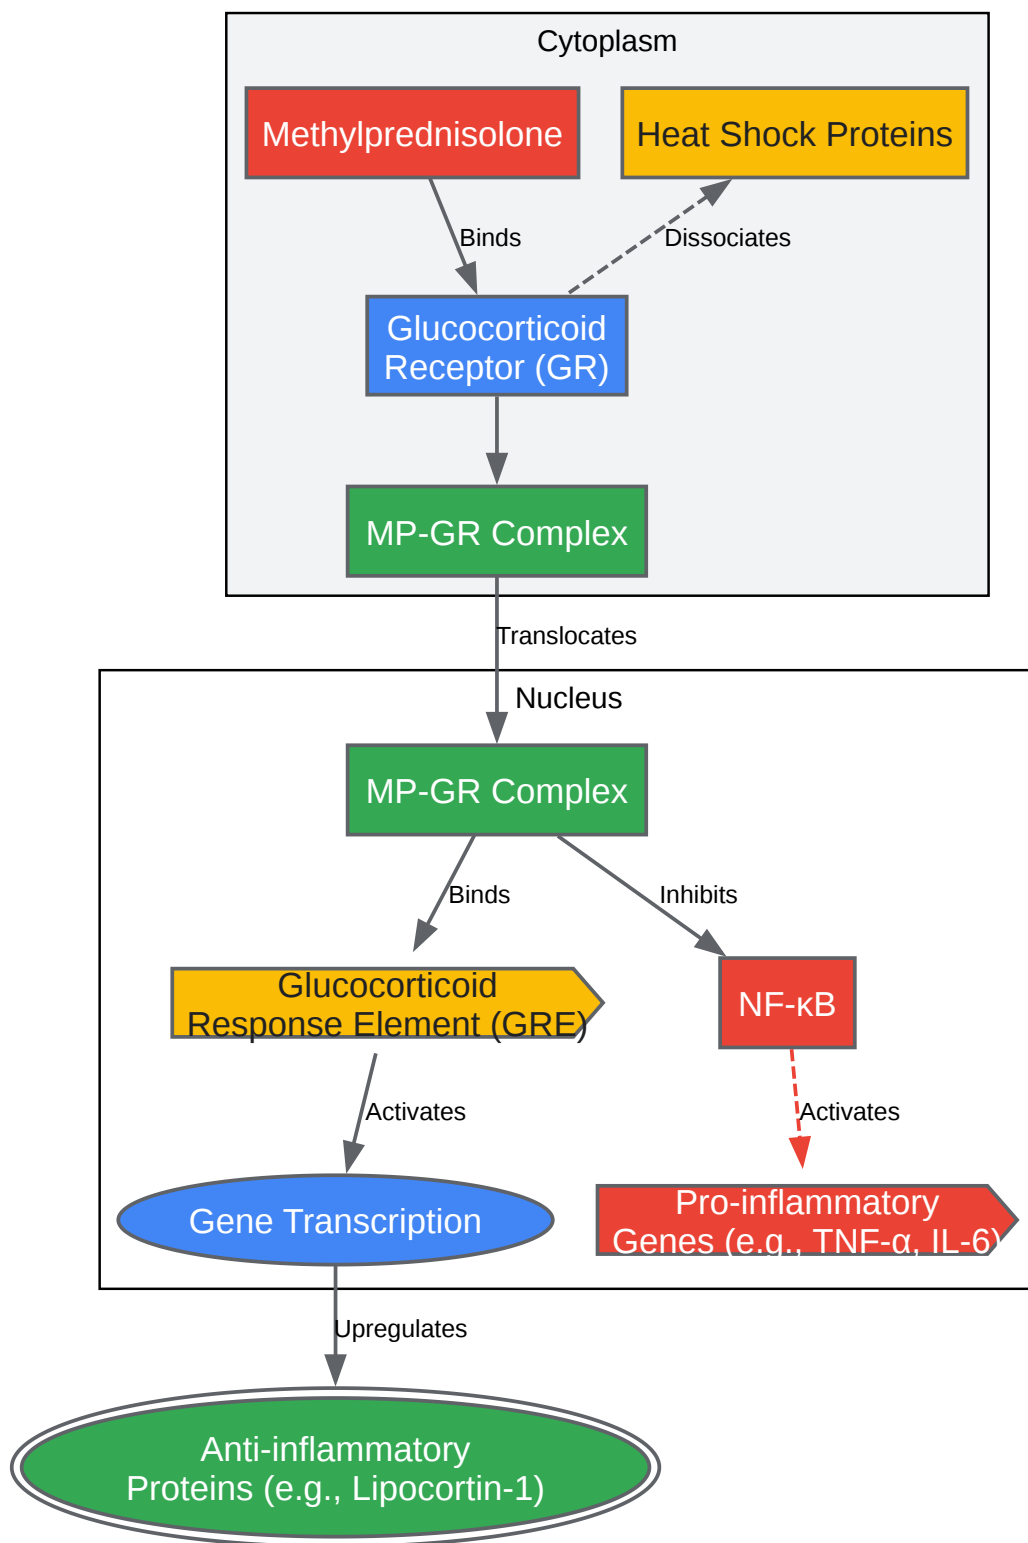 Cytoplasm
Methylprednisolone
Heat Shock Proteins
Binds
Dissociates
Glucocorticoid
Receptor (GR)
MP-GR Complex
Translocates
Nucleus
MP-GR Complex
Binds
Inhibits
Glucocorticoid
Response Element (GRE)
NF-κB
Activates
Activates
Gene Transcription
Pro-inflammatory
Genes (e.g., TNF-α, IL-6)
Upregulates
Anti-inflammatory
Proteins (e.g., Lipocortin-1)